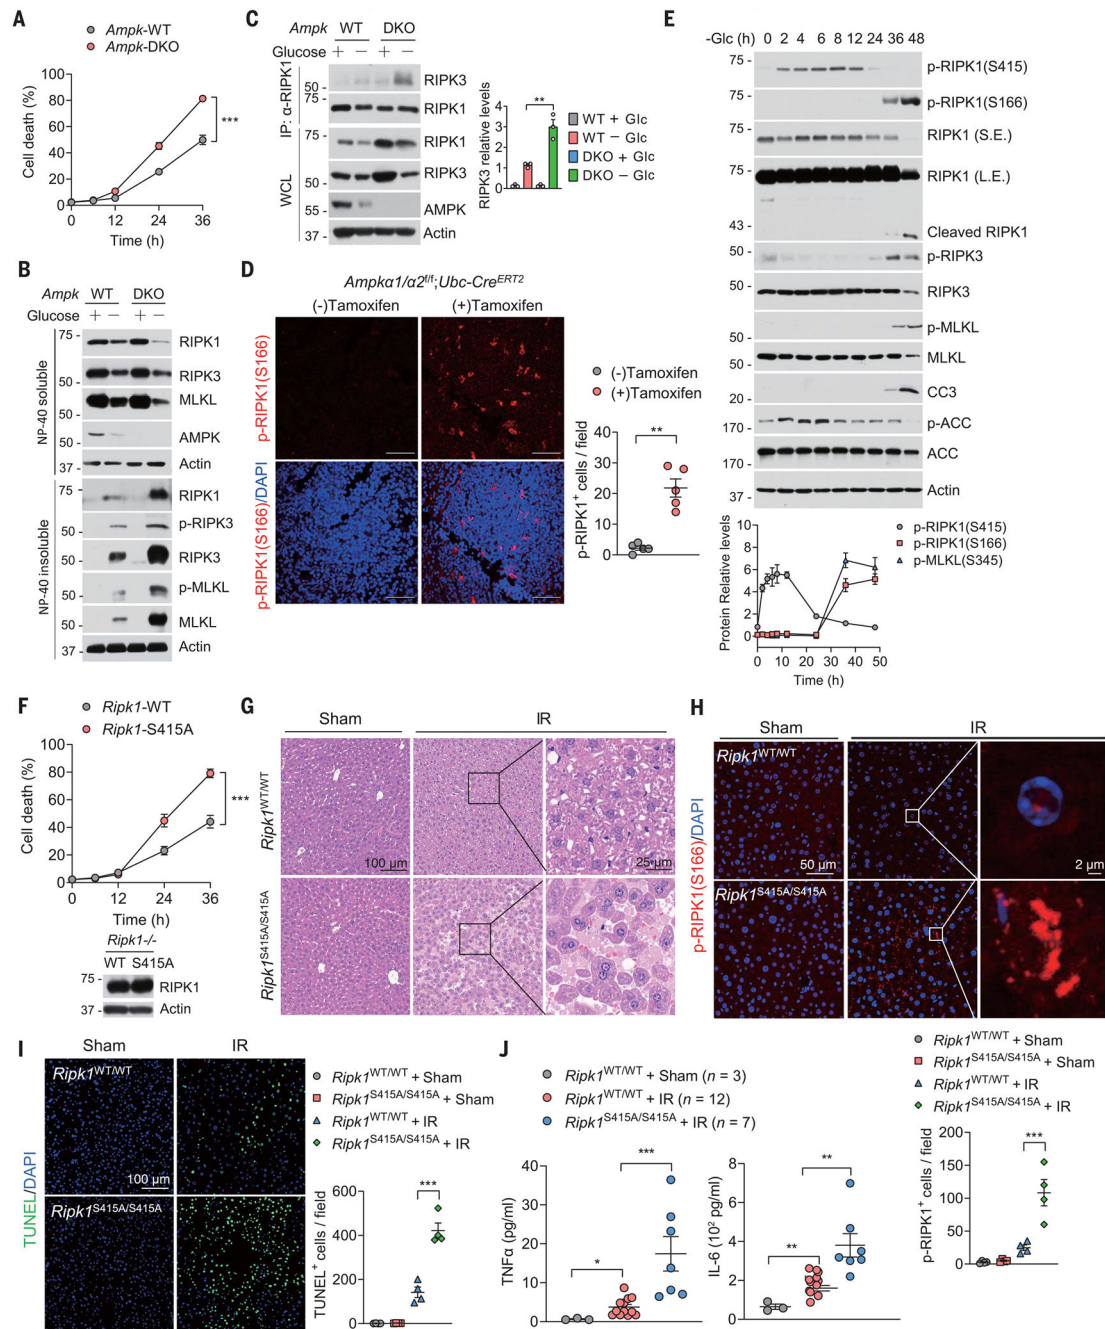 A
Ampk-WT
Ampk-DKO
Cell death (%)
100
80
60
40
20
0
***
0 12 24 36
Time (h)
B
Ampk WT DKO
Glucose + − + −
NP-40 soluble
75 - RIPK1
50 - RIPK3
50 - MLKL
50 - AMPK
37 - Actin
NP-40 insoluble
75 - RIPK1
50 - p-RIPK3
50 - RIPK3
50 - p-MLKL
50 - MLKL
37 - Actin
C
Ampk WT DKO
Glucose + − + −
IP: α-RIPK1
50 - RIPK3
75 - RIPK1
WCL
75 - RIPK1
50 - RIPK3
75 -
55 - AMPK
37 - Actin
RIPK3 relative levels
4
3
2
1
0
**
WT + Glc
WT − Glc
DKO + Glc
DKO − Glc
D
Ampkα1/α2f/f;Ubc-CreERT2
(-)Tamoxifen (+)Tamoxifen
p-RIPK1(S166)
p-RIPK1(S166)/DAPI
(-)Tamoxifen
(+)Tamoxifen
p-RIPK1+ cells / field
40
30
20
10
0
**
E
-Glc (h) 0 2 4 6 8 12 24 36 48
75 - p-RIPK1(S415)
75 - p-RIPK1(S166)
75 - RIPK1 (S.E.)
75 - RIPK1 (L.E.)
43 - Cleaved RIPK1
50 - p-RIPK3
50 - RIPK3
50 - p-MLKL
50 - MLKL
20 - CC3
170 - p-ACC
170 - ACC
37 - Actin
Protein Relative levels
10
8
6
4
2
0
0 10 20 30 40 50
Time (h)
p-RIPK1(S415)
p-RIPK1(S166)
p-MLKL(S345)
F
Ripk1-WT
Ripk1-S415A
Cell death (%)
100
80
60
40
20
0
***
0 12 24 36
Time (h)
Ripk1-/-
WT S415A
75 - RIPK1
37 - Actin
G
Sham IR
Ripk1WT/WT
100 µm
25 µm
Ripk1S415A/S415A
H
Sham IR
p-RIPK1(S166)/DAPI
Ripk1WT/WT
50 µm
2 µm
Ripk1S415A/S415A
Ripk1WT/WT + Sham
Ripk1S415A/S415A + Sham
Ripk1WT/WT + IR
Ripk1S415A/S415A + IR
p-RIPK1+ cells / field
200
150
100
50
0
***
I
Sham IR
TUNEL/DAPI
Ripk1WT/WT
100 µm
Ripk1S415A/S415A
Ripk1WT/WT + Sham
Ripk1S415A/S415A + Sham
Ripk1WT/WT + IR
Ripk1S415A/S415A + IR
TUNEL+ cells / field
600
400
200
0
***
J
Ripk1WT/WT + Sham (n = 3)
Ripk1WT/WT + IR (n = 12)
Ripk1S415A/S415A + IR (n = 7)
TNFα (pg/ml)
40
30
20
10
0
*
***
IL-6 (10² pg/ml)
8
6
4
2
0
**
**